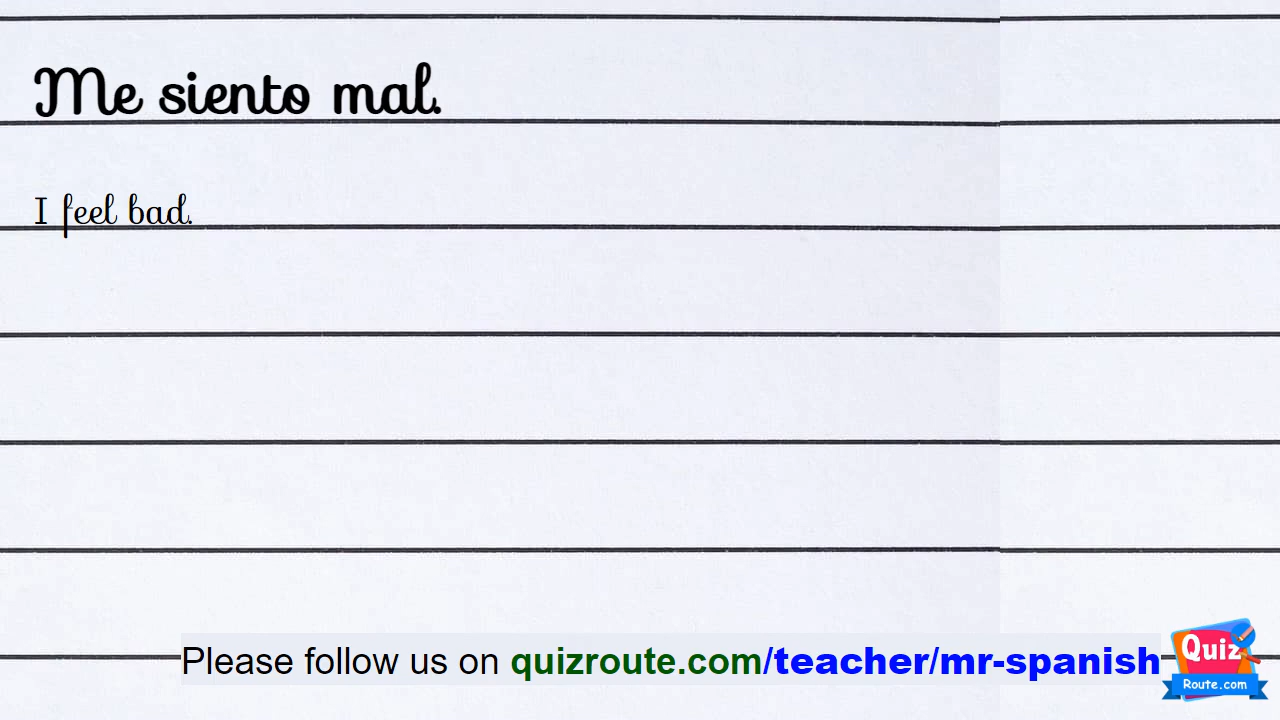 Me siento mal.
I feel bad.
Please follow us on quizroute.com/teacher/mr-spanish
Quiz
Route.com